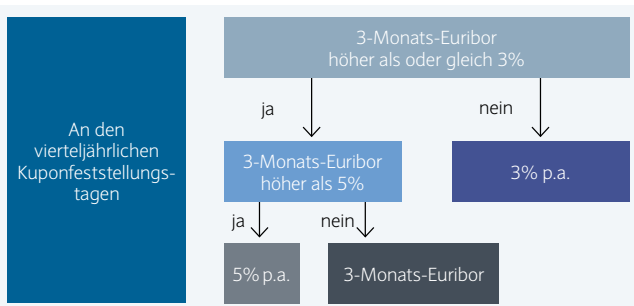 An den
vierteljährlichen
Kuponfeststellungs-
tagen
3-Monats-Euribor
höher als oder gleich 3%
ja
nein
3-Monats-Euribor
höher als 5%
3% p.a.
ja
nein
5% p.a.
3-Monats-Euribor